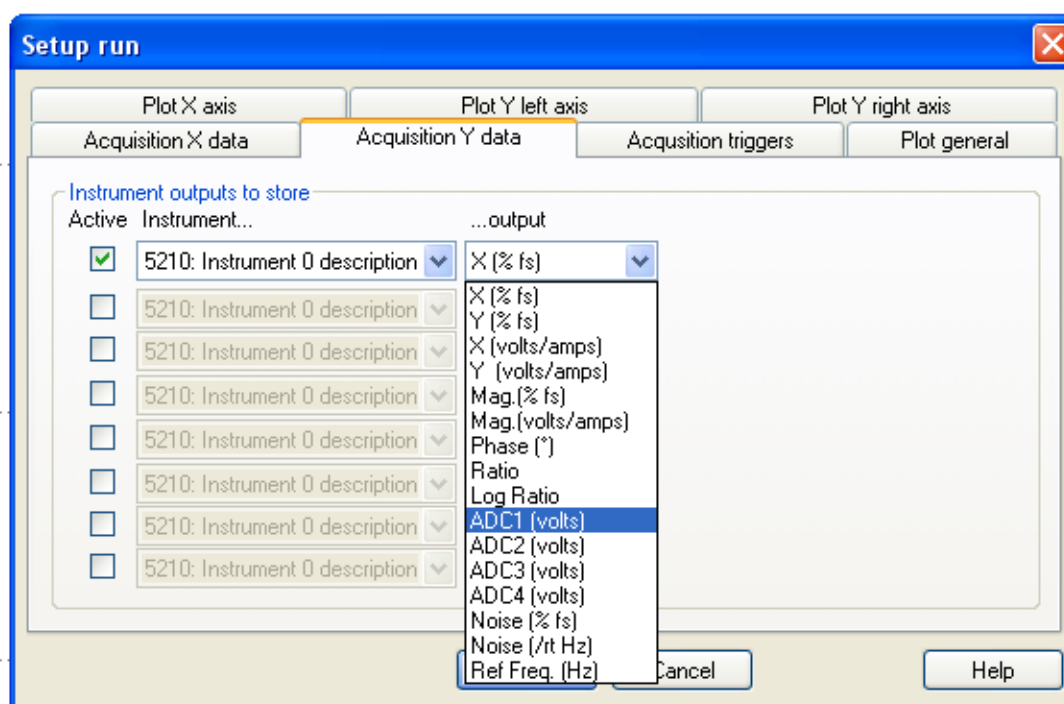 Setup run
Plot X axis
Plot Y left axis
Plot Y right axis
Acquisition X data
Acquisition Y data
Acqusition triggers
Plot general
Instrument outputs to store
Active Instrument... ...output
5210: Instrument 0 description X (% fs)
5210: Instrument 0 description
5210: Instrument 0 description
5210: Instrument 0 description
5210: Instrument 0 description
5210: Instrument 0 description
5210: Instrument 0 description
5210: Instrument 0 description
X (% fs)
Y (% fs)
X (volts/amps)
Y (volts/amps)
Mag.(% fs)
Mag.(volts/amps)
Phase (°)
Ratio
Log Ratio
ADC1 (volts)
ADC2 (volts)
ADC3 (volts)
ADC4 (volts)
Noise (% fs)
Noise (/rt Hz)
Ref Freq. (Hz)
Cancel
Help